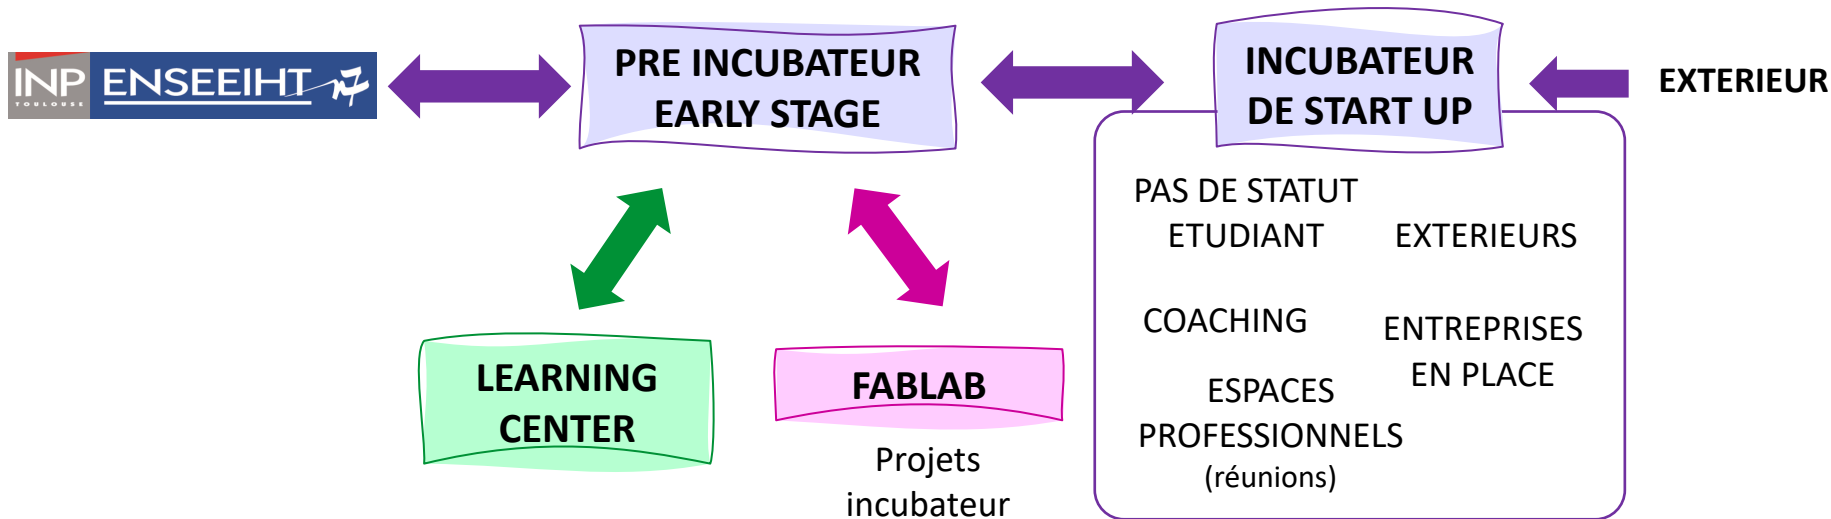 INP
TOULOUSE
ENSEEIHT
PRE INCUBATEUR
EARLY STAGE
INCUBATEUR
DE START UP
EXTERIEUR
PAS DE STATUT
ETUDIANT
EXTERIEURS
COACHING
ENTREPRISES
EN PLACE
ESPACES
PROFESSIONNELS
(réunions)
LEARNING
CENTER
FABLAB
Projets
incubateur